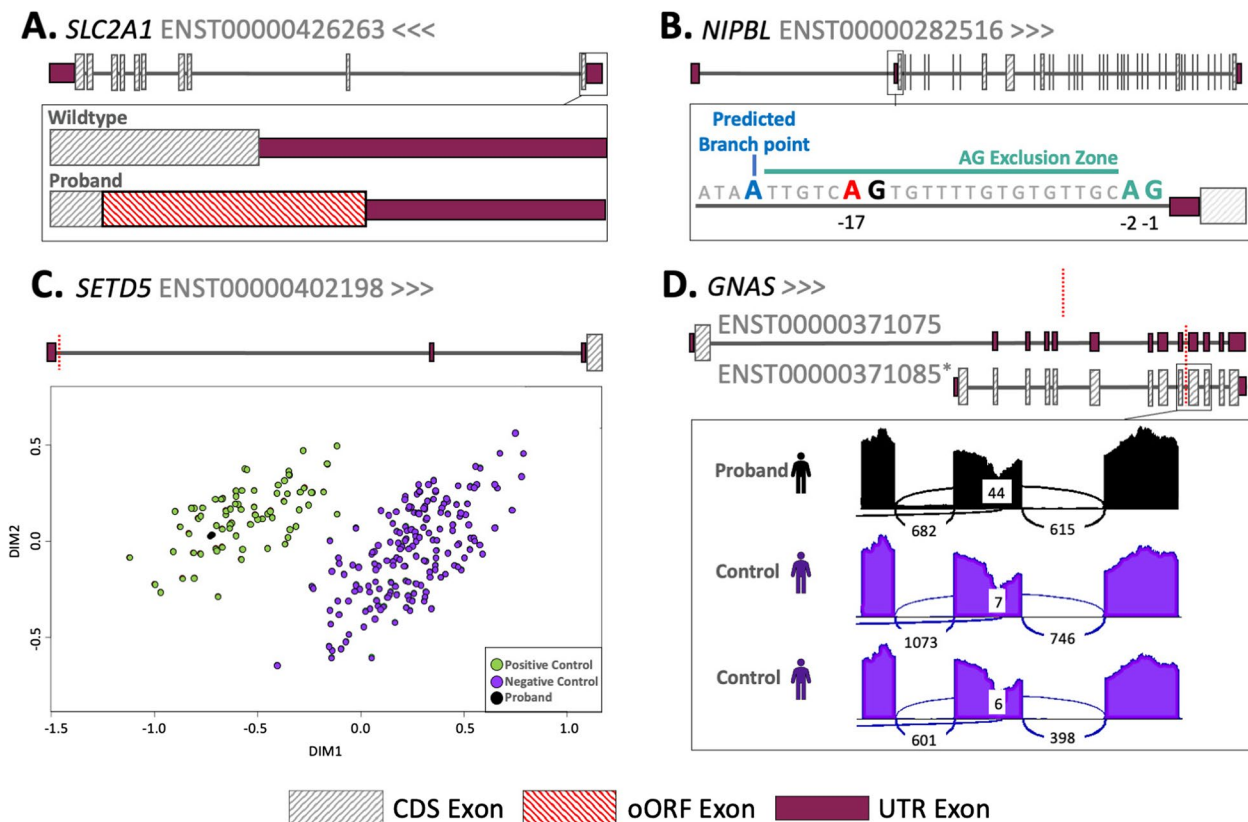 A. SLC2A1 ENST00000426263 <<<
Wildtype
Proband
B. NIPBL ENST00000282516 >>>
Predicted
Branch point
AG Exclusion Zone
ATAATTGTCAGTGTTTTGTGTGTTGCAG
-17
-2 -1
C. SETD5 ENST00000402198 >>>
0.5
0.0
-0.5
DIM2
-1.5
-1.0
-0.5
0.0
0.5
1.0
DIM1
Positive Control
Negative Control
Proband
D. GNAS >>>
ENST00000371075
ENST00000371085*
Proband
44
682
615
Control
7
1073
746
Control
6
601
398
CDS Exon
oORF Exon
UTR Exon